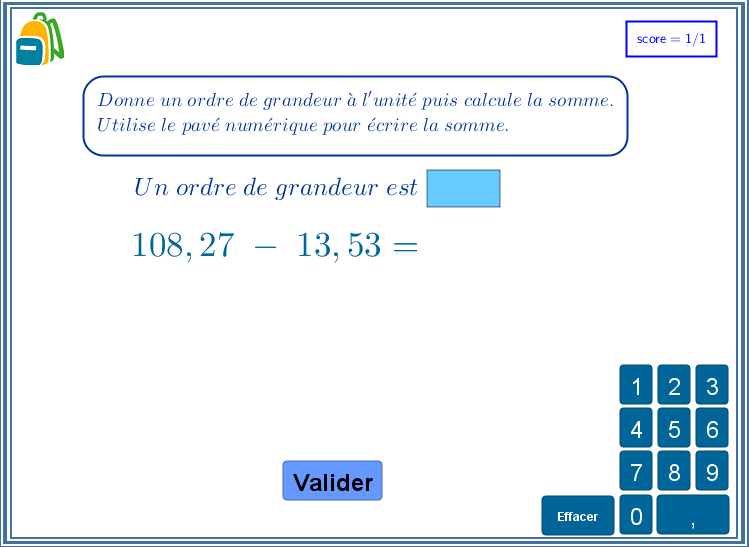 score = 1/1
Donne un ordre de grandeur à l'unité puis calcule la somme.
Utilise le pavé numérique pour écrire la somme.
Un ordre de grandeur est
108, 27 − 13, 53 =
1 2 3
4 5 6
7 8 9
Valider
Effacer 0 ,